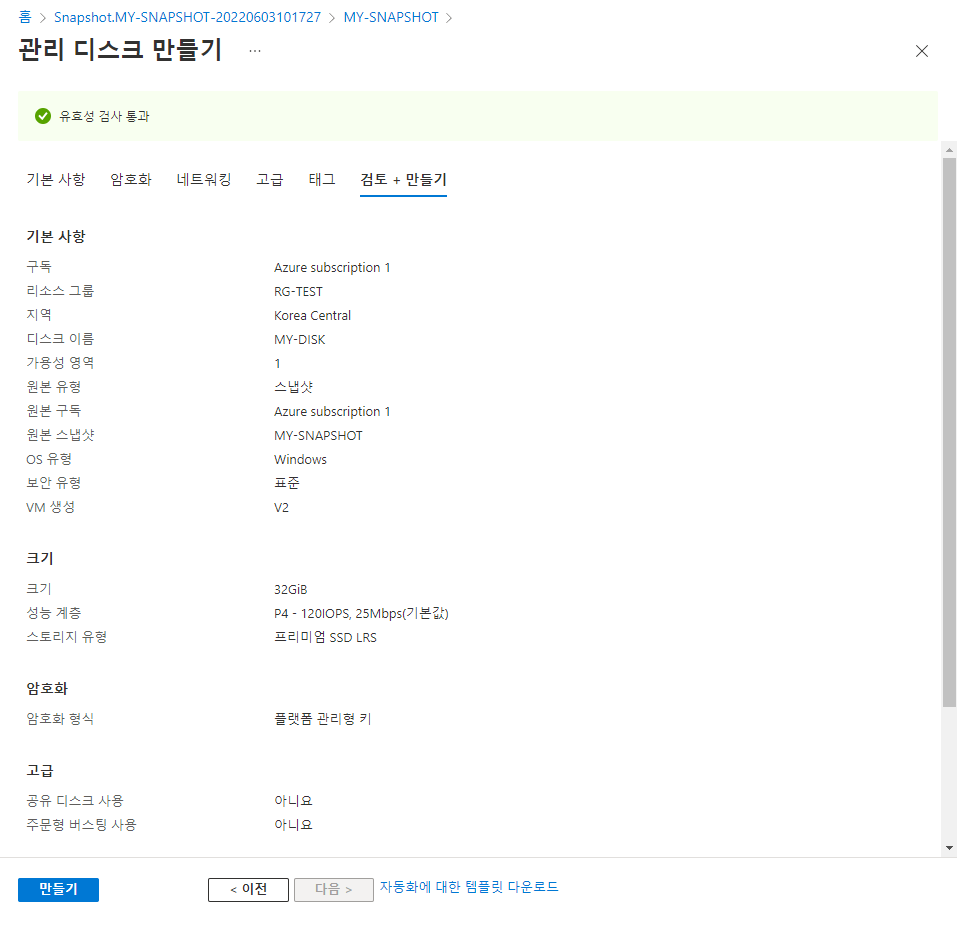 홈 > Snapshot.MY-SNAPSHOT-20220603101727 > MY-SNAPSHOT >
관리 디스크 만들기 ...
유효성 검사 통과
기본 사항 암호화 네트워킹 고급 태그 검토 + 만들기
기본 사항
구독 Azure subscription 1
리소스 그룹 RG-TEST
지역 Korea Central
디스크 이름 MY-DISK
가용성 영역 1
원본 유형 스냅샷
원본 구독 Azure subscription 1
원본 스냅샷 MY-SNAPSHOT
OS 유형 Windows
보안 유형 표준
VM 생성 V2
크기
크기 32GiB
성능 계층 P4 - 120IOPS, 25Mbps(기본값)
스토리지 유형 프리미엄 SSD LRS
암호화
암호화 형식 플랫폼 관리형 키
고급
공유 디스크 사용 아니요
주문형 버스팅 사용 아니요
만들기 < 이전 다음 > 자동화에 대한 템플릿 다운로드